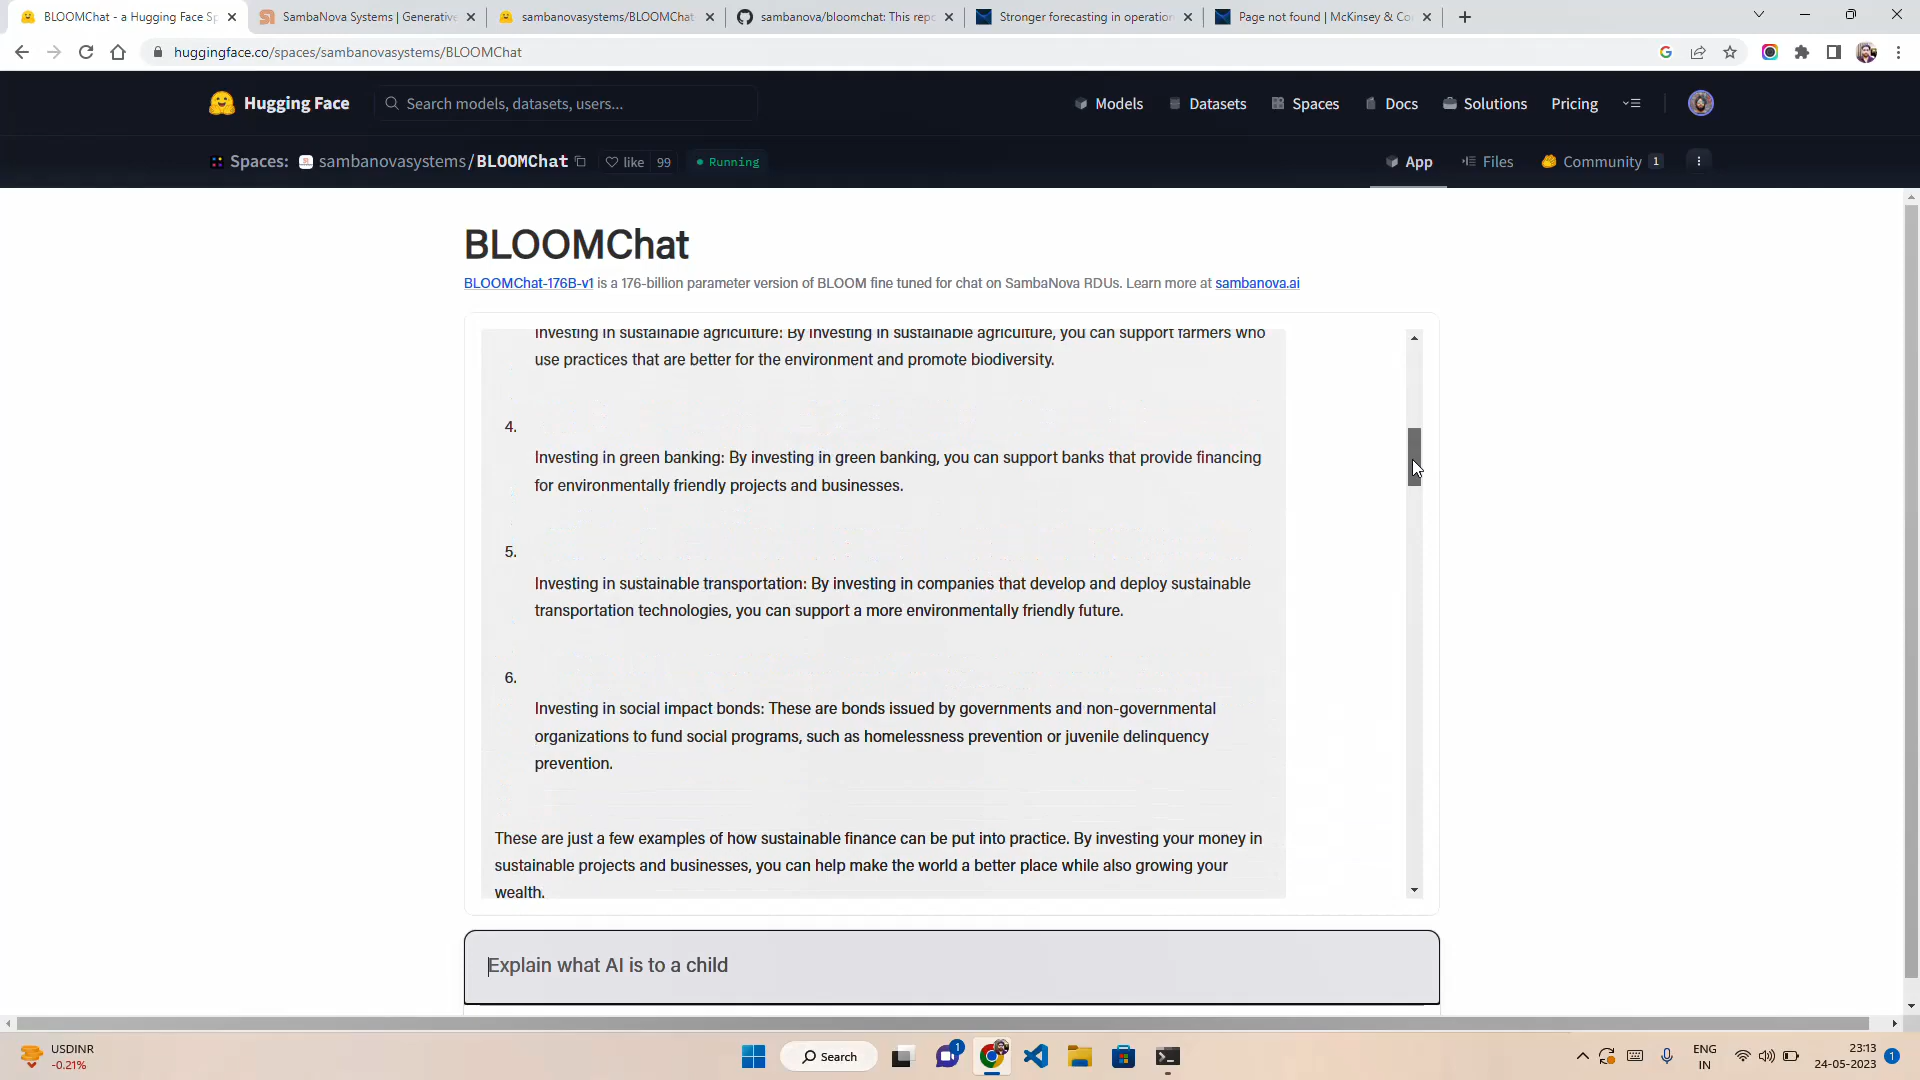 BLOOMChat - a Hugging Face Sp
SambaNova Systems | Generative
sambanovasystems/BLOOMChat
sambanova/bloomchat: This repo
Stronger forecasting in operation
Page not found | McKinsey & Co
huggingface.co/spaces/sambanovasystems/BLOOMChat
Hugging Face
Search models, datasets, users...
Models
Datasets
Spaces
Docs
Solutions
Pricing
Spaces:
sambanovasystems/BLOOMChat
like 99
Running
App
Files
Community 1
BLOOMChat
BLOOMChat-176B-v1 is a 176-billion parameter version of BLOOM fine tuned for chat on SambaNova RDUs. Learn more at sambanova.ai
Investing in sustainable agriculture: By investing in sustainable agriculture, you can support farmers who
use practices that are better for the environment and promote biodiversity.
4.
Investing in green banking: By investing in green banking, you can support banks that provide financing
for environmentally friendly projects and businesses.
5.
Investing in sustainable transportation: By investing in companies that develop and deploy sustainable
transportation technologies, you can support a more environmentally friendly future.
6.
Investing in social impact bonds: These are bonds issued by governments and non-governmental
organizations to fund social programs, such as homelessness prevention or juvenile delinquency
prevention.
These are just a few examples of how sustainable finance can be put into practice. By investing your money in
sustainable projects and businesses, you can help make the world a better place while also growing your
wealth.
Explain what AI is to a child
USDINR
-0.21%
Search
1
ENG
IN
23:13
24-05-2023
1